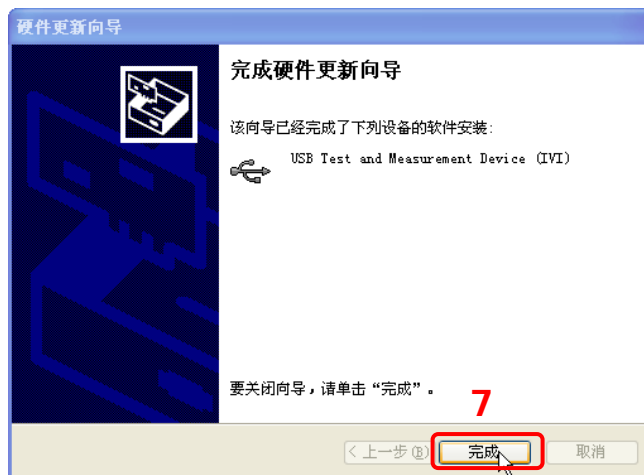 硬件更新向导
完成硬件更新向导
该向导已经完成了下列设备的软件安装:
USB Test and Measurement Device (IVI)
要关闭向导，请单击“完成”。
7
< 上一步(B) 完成 取消